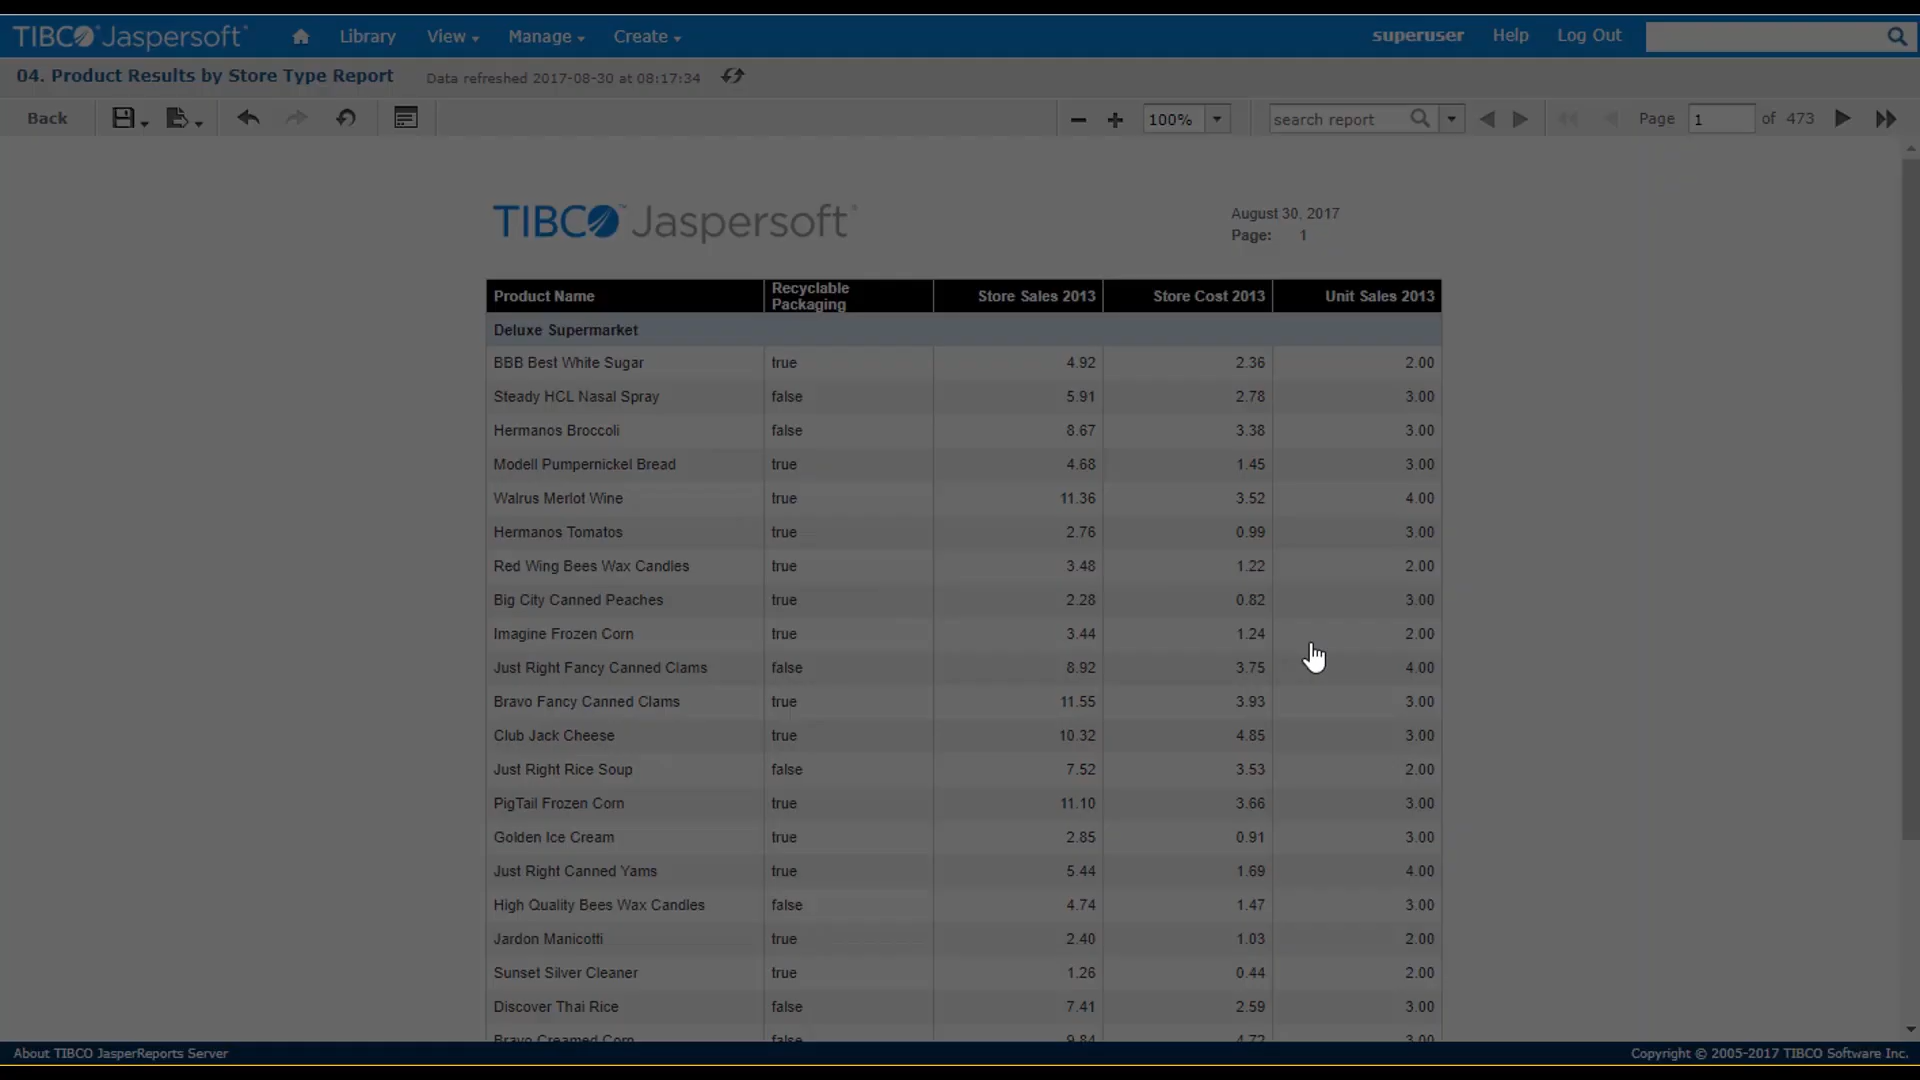 TIBCO Jaspersoft Library View Manage Create superuser Help Log Out
04. Product Results by Store Type Report Data refreshed 2017-08-30 at 08:17:34
Back 100% search report Page 1 of 473
TIBCO™ Jaspersoft® August 30, 2017
Page: 1
Product Name Recyclable Packaging Store Sales 2013 Store Cost 2013 Unit Sales 2013
Deluxe Supermarket
BBB Best White Sugar true 4.92 2.36 2.00
Steady HCL Nasal Spray false 5.91 2.78 3.00
Hermanos Broccoli false 8.67 3.38 3.00
Modell Pumpernickel Bread true 4.68 1.45 3.00
Walrus Merlot Wine true 11.36 3.52 4.00
Hermanos Tomatos true 2.76 0.99 3.00
Red Wing Bees Wax Candles true 3.48 1.22 2.00
Big City Canned Peaches true 2.28 0.82 3.00
Imagine Frozen Corn true 3.44 1.24 2.00
Just Right Fancy Canned Clams false 8.92 3.75 4.00
Bravo Fancy Canned Clams true 11.55 3.93 3.00
Club Jack Cheese true 10.32 4.85 3.00
Just Right Rice Soup false 7.52 3.53 2.00
PigTail Frozen Corn true 11.10 3.66 3.00
Golden Ice Cream true 2.85 0.91 3.00
Just Right Canned Yams true 5.44 1.69 4.00
High Quality Bees Wax Candles false 4.74 1.47 3.00
Jardon Manicotti true 2.40 1.03 2.00
Sunset Silver Cleaner true 1.26 0.44 2.00
Discover Thai Rice false 7.41 2.59 3.00
Bravo Creamed Corn false 9.84 4.72 3.00
About TIBCO JasperReports Server Copyright © 2005-2017 TIBCO Software Inc.